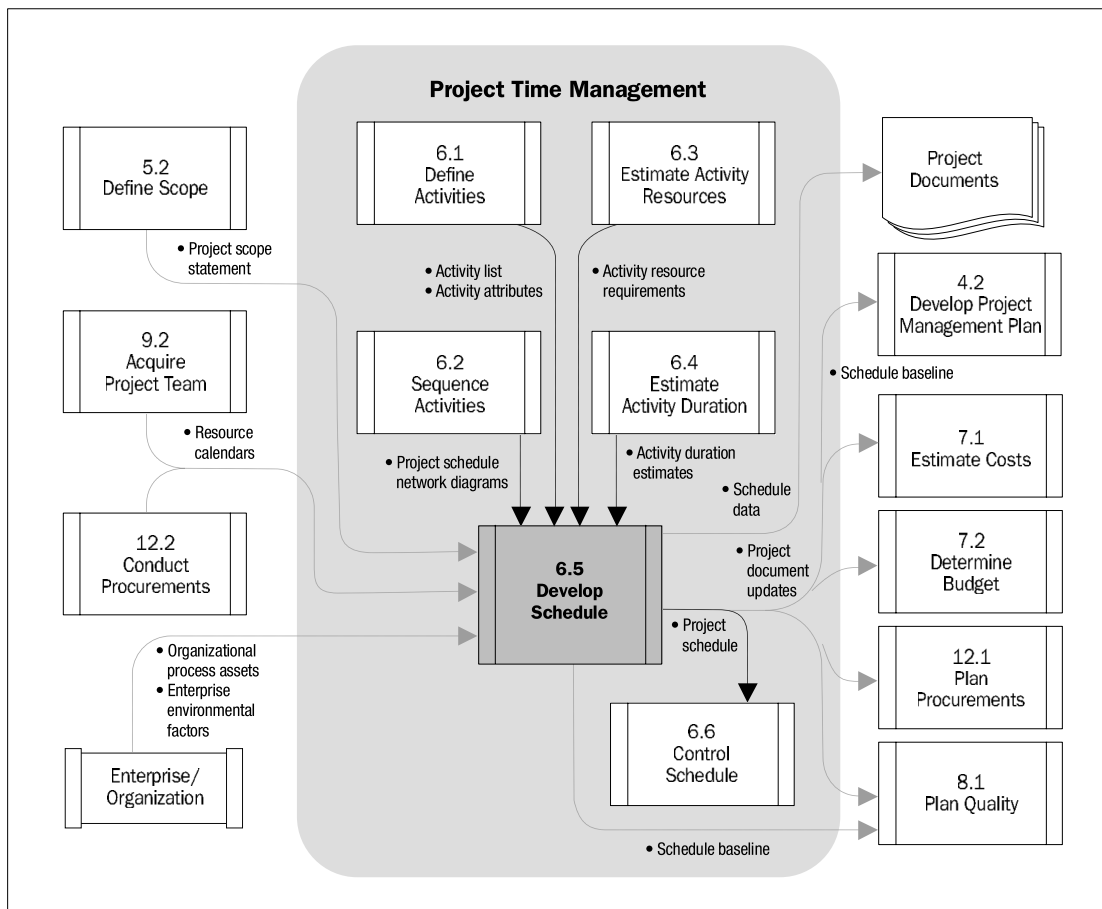 Project Time Management
5.2
Define Scope
• Project scope
statement
9.2
Acquire
Project Team
• Resource
calendars
12.2
Conduct
Procurements
• Organizational
process assets
• Enterprise
environmental
factors
Enterprise/
Organization
6.1
Define
Activities
• Activity list
• Activity attributes
6.3
Estimate Activity
Resources
• Activity resource
requirements
6.2
Sequence
Activities
• Project schedule
network diagrams
6.4
Estimate
Activity Duration
• Activity duration
estimates
6.5
Develop
Schedule
• Schedule
data
• Project
document
updates
• Project
schedule
6.6
Control
Schedule
• Schedule baseline
Project
Documents
4.2
Develop Project
Management Plan
• Schedule baseline
7.1
Estimate Costs
7.2
Determine
Budget
12.1
Plan
Procurements
8.1
Plan Quality